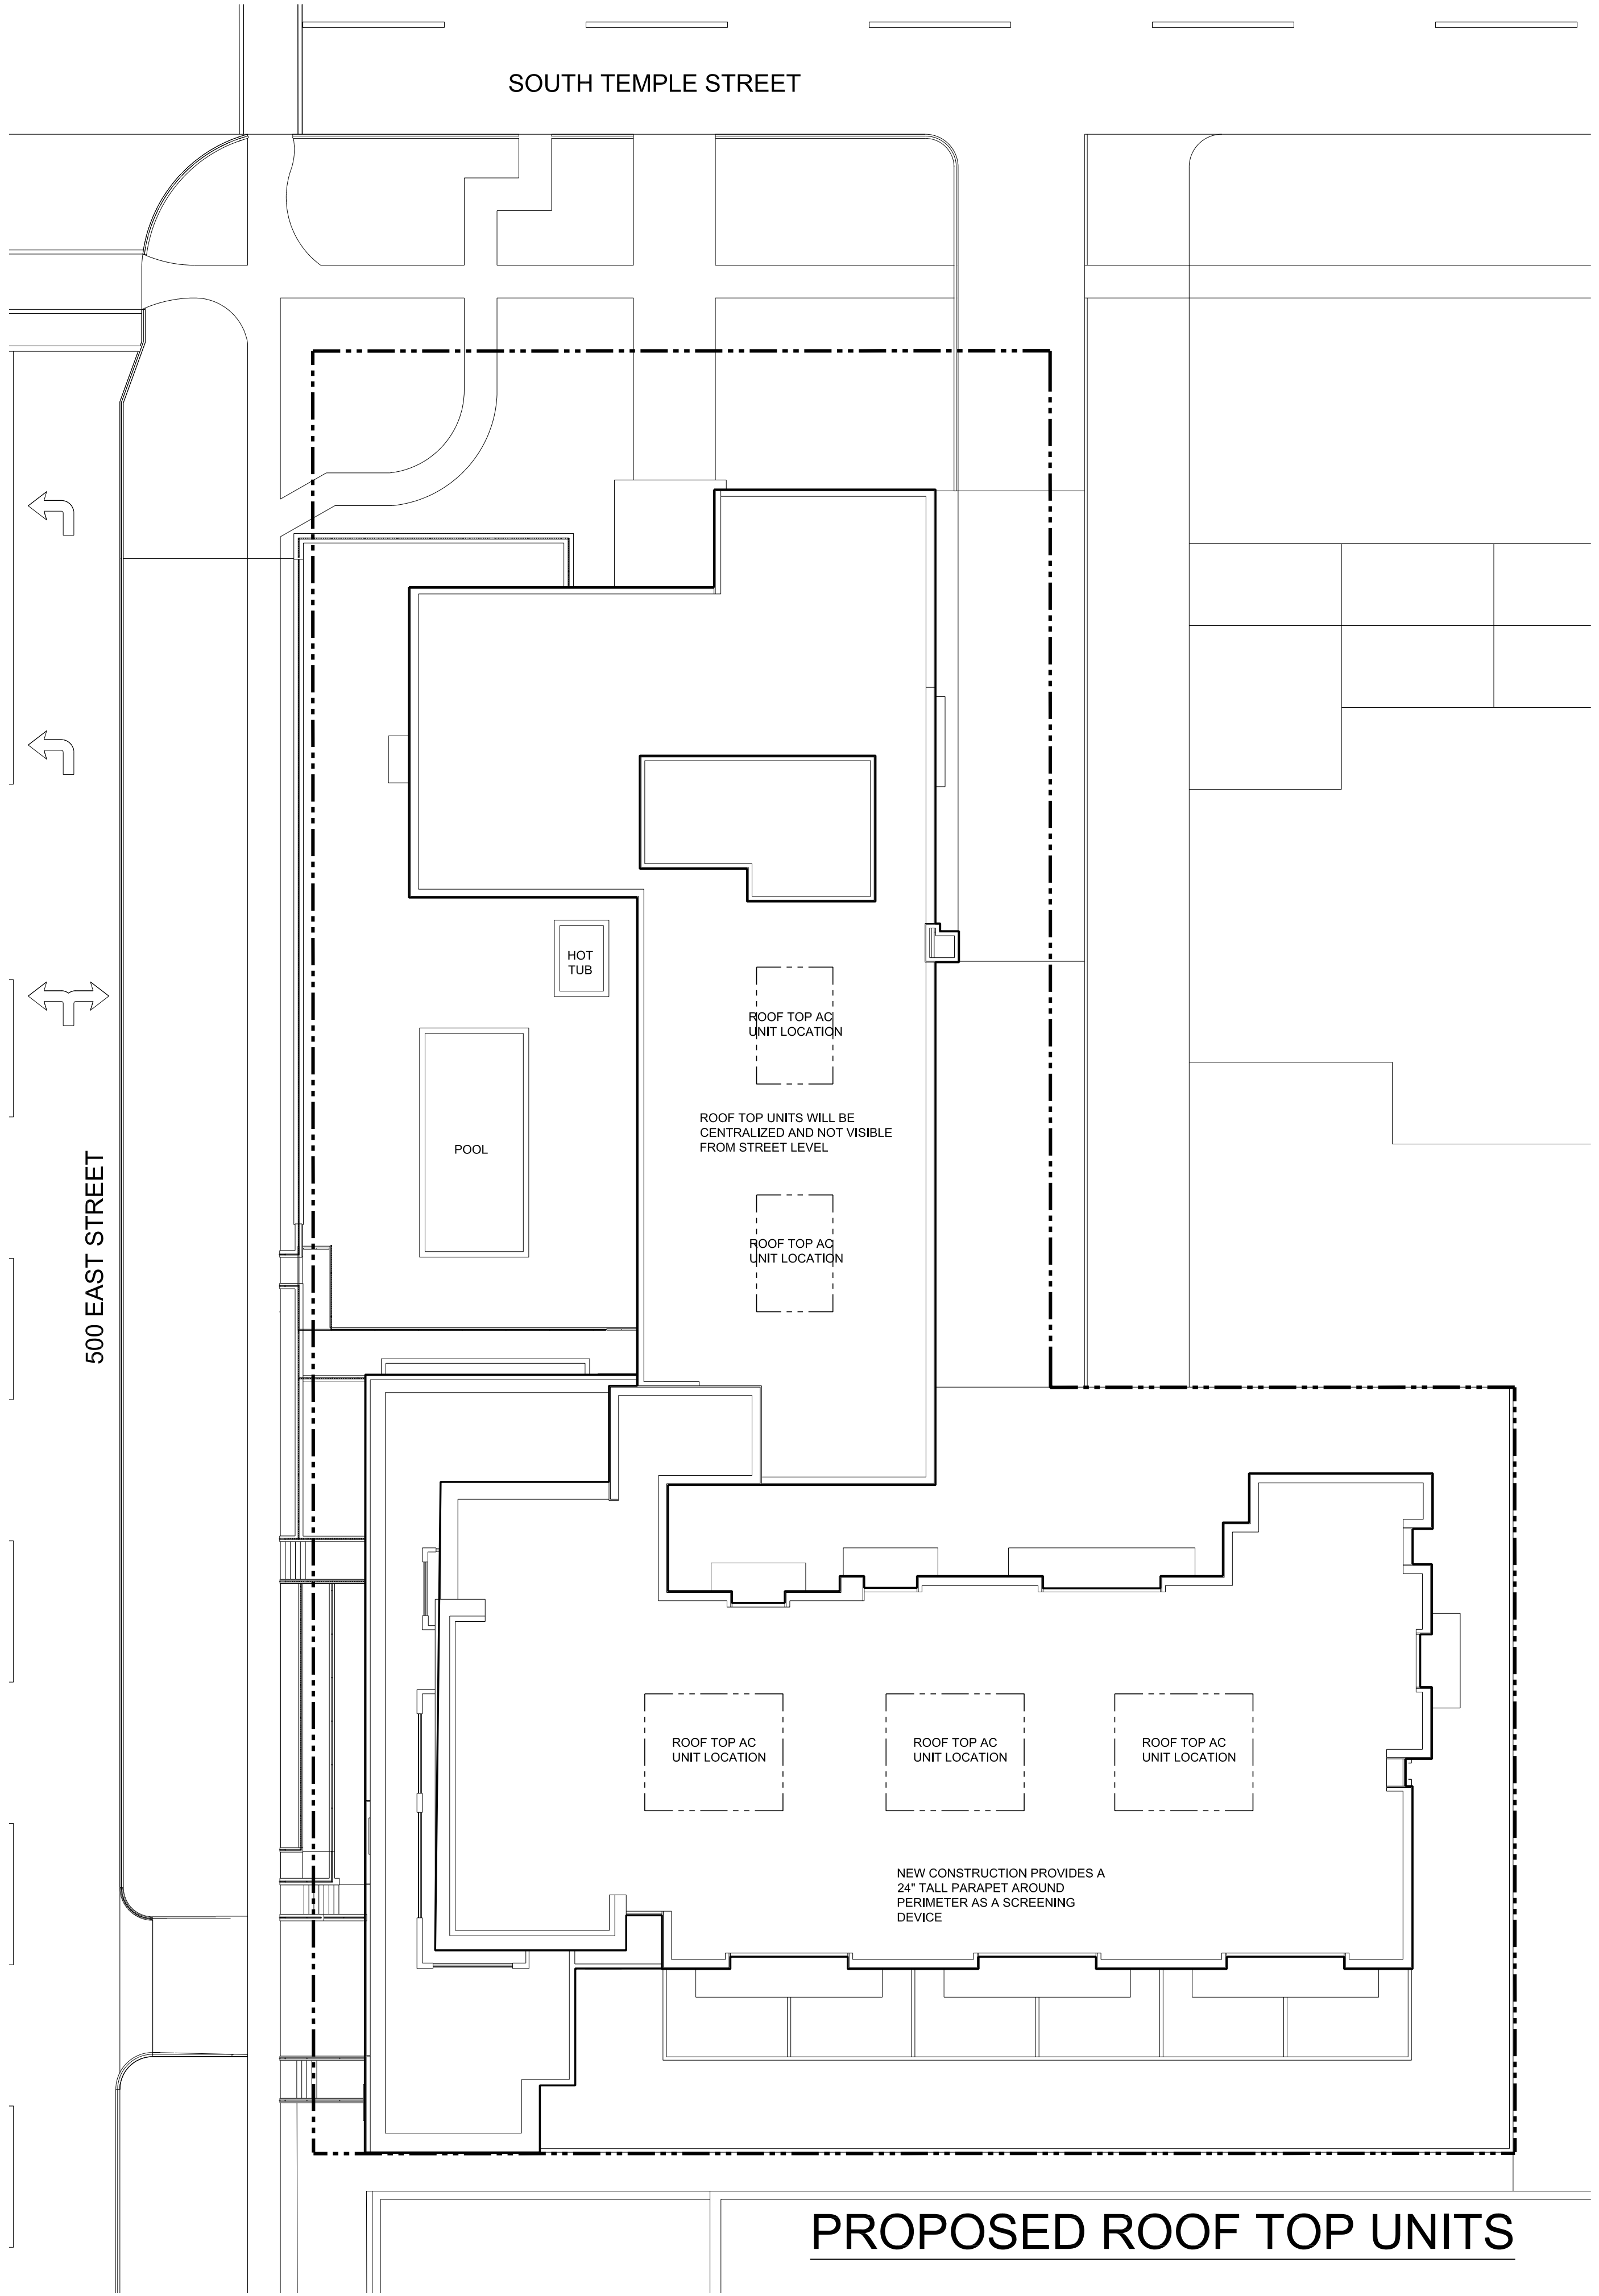 SOUTH TEMPLE STREET
HOT
TUB
ROOF TOP AC
UNIT LOCATION
ROOF TOP UNITS WILL BE
CENTRALIZED AND NOT VISIBLE
FROM STREET LEVEL
POOL
500 EAST STREET
ROOF TOP AC
UNIT LOCATION
ROOF TOP AC
UNIT LOCATION
ROOF TOP AC
UNIT LOCATION
ROOF TOP AC
UNIT LOCATION
NEW CONSTRUCTION PROVIDES A
24" TALL PARAPET AROUND
PERIMETER AS A SCREENING
DEVICE
PROPOSED ROOF TOP UNITS